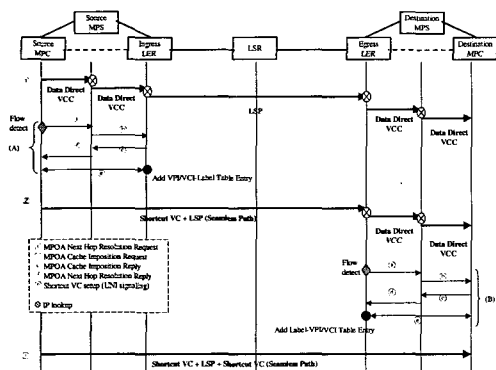 Source
MPS
Destination
MPS
Source
MPC
Ingress
LER
LSR
Egress
LER
Destination
MPC
Data Direct
VCC
Data Direct
VCC
LSP
Data Direct
VCC
Data Direct
VCC
Flow
detect
(A)
Add VPI/VCI-Label Table Entry
Shortcut VC + LSP (Seamless Path)
Data Direct
VCC
Data Direct
VCC
MPOA Next Hop Resolution Request
MPOA Cache Imposition Request
MPOA Cache Imposition Reply
MPOA Next Hop Resolution Reply
Shortcut VC setup (UNI signaling)
IP lookup
Flow
detect
(B)
Add Label-VPI/VCI Table Entry
Shortcut VC + LSP + Shortcut VC (Seamless Path)